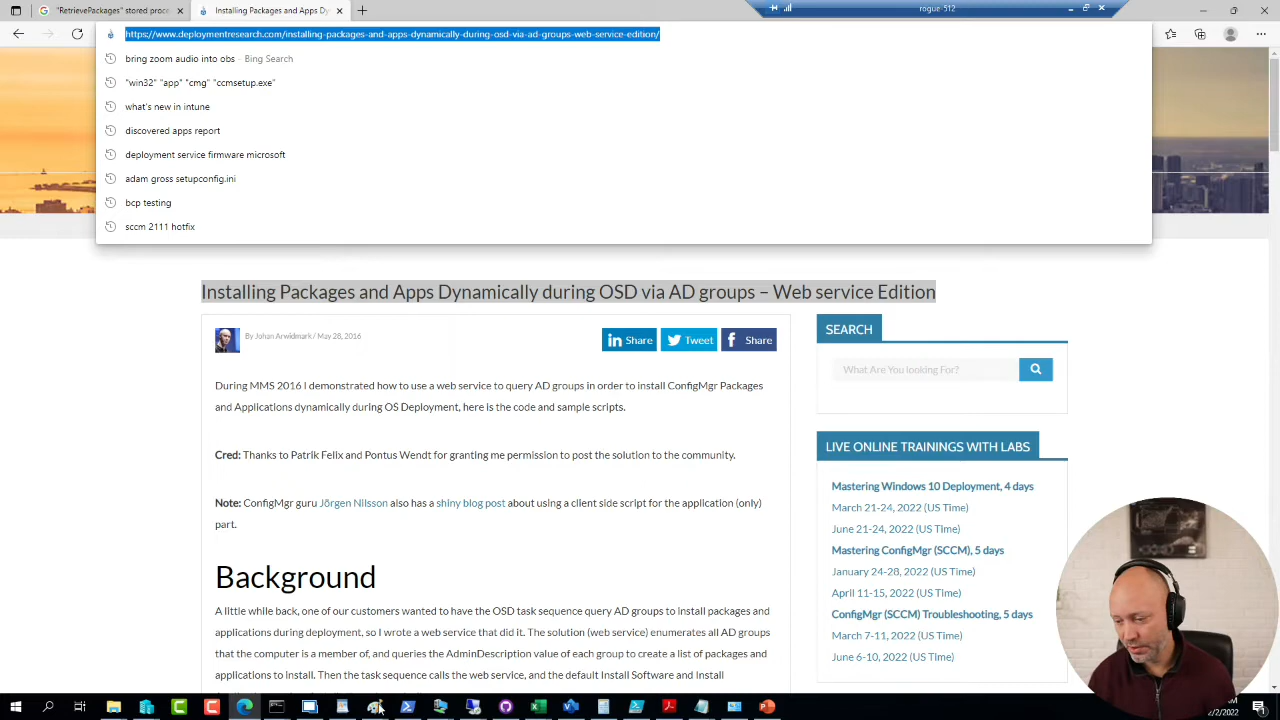 "RetrievePackages" stored proce
Installing Packages and Apps Dy
rogue-512
https://www.deploymentresearch.com/installing-packages-and-apps-dynamically-during-osd-via-ad-groups-web-service-edition/
bring zoom audio into obs - Bing Search
"win32" "app" "cmg" "ccmsetup.exe"
what's new in intune
discovered apps report
deployment service firmware microsoft
adam gross setupconfig.ini
bcp testing
sccm 2111 hotfix
Installing Packages and Apps Dynamically during OSD via AD groups – Web service Edition
By Johan Arwidmark / May 28, 2016
Share
Tweet
Share
During MMS 2016 I demonstrated how to use a web service to query AD groups in order to install ConfigMgr Packages
and Applications dynamically during OS Deployment, here is the code and sample scripts.
Cred: Thanks to Patrik Felix and Pontus Wendt for granting me permission to post the solution to the community.
Note: ConfigMgr guru Jörgen Nilsson also has a shiny blog post about using a client side script for the application (only)
part.
Background
A little while back, one of our customers wanted to have the OSD task sequence query AD groups to install packages and
applications during deployment, so I wrote a web service that did it. The solution (web service) enumerates all AD groups
that the computer is a member of, and queries the AdminDescription value of each group to create a list of packages and
applications to install. Then the task sequence calls the web service, and the default Install Software and Install
SEARCH
What Are You looking For?
LIVE ONLINE TRAININGS WITH LABS
Mastering Windows 10 Deployment, 4 days
March 21-24, 2022 (US Time)
June 21-24, 2022 (US Time)
Mastering ConfigMgr (SCCM), 5 days
January 24-28, 2022 (US Time)
April 11-15, 2022 (US Time)
ConfigMgr (SCCM) Troubleshooting, 5 days
March 7-11, 2022 (US Time)
June 6-10, 2022 (US Time)
2/2/2022